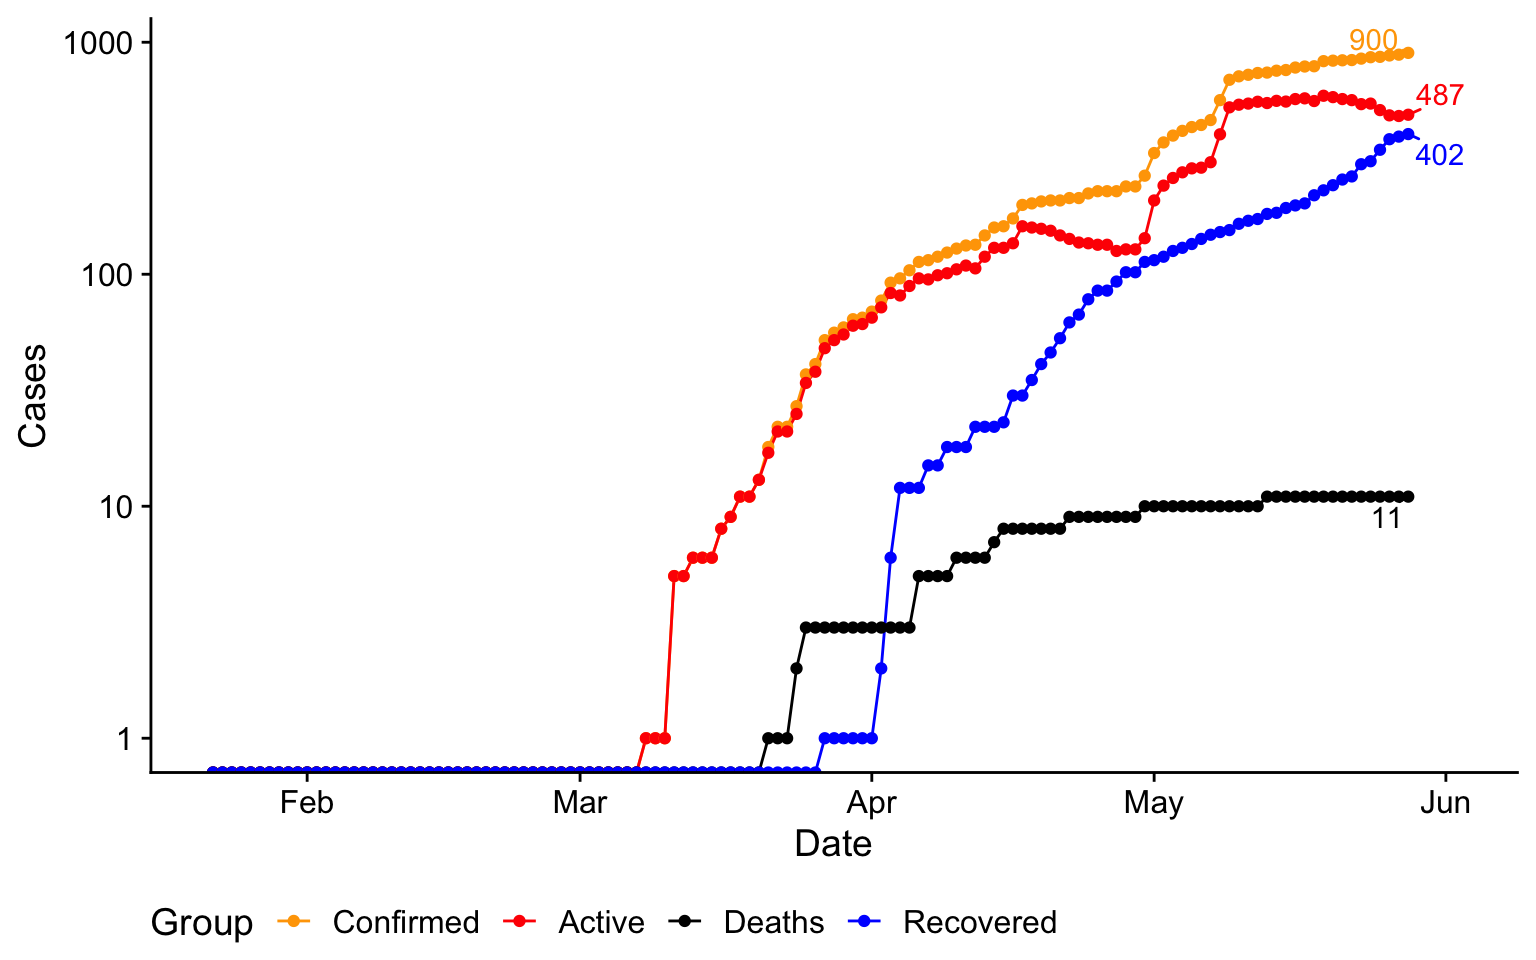 1000
100
10
1
Cases
900
487
402
11
Feb Mar Apr May Jun
Date
Group Confirmed Active Deaths Recovered